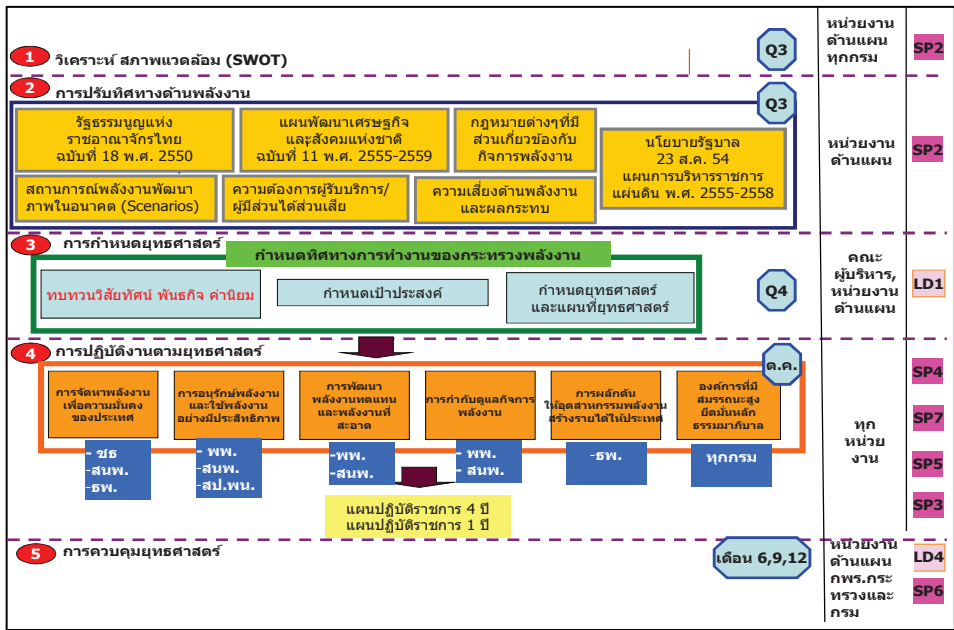 1
วิเคราะห์ สภาพแวดล้อม (SWOT)
Q3
หน่วยงาน
ด้านแผน
ทุกกรม
SP2
2
การปรับทิศทางด้านพลังงาน
Q3
รัฐธรรมนูญแห่ง
ราชอาณาจักรไทย
ฉบับที่ 18 พ.ศ. 2550
แผนพัฒนาเศรษฐกิจ
และสังคมแห่งชาติ
ฉบับที่ 11 พ.ศ. 2555-2559
กฎหมายต่างๆที่มี
ส่วนเกี่ยวข้องกับ
กิจการพลังงาน
นโยบายรัฐบาล
23 ส.ค. 54
แผนการบริหารราชการ
แผ่นดิน พ.ศ. 2555-2558
สถานการณ์พลังงานพัฒนา
ภาพในอนาคต (Scenarios)
ความต้องการผู้รับบริการ/
ผู้มีส่วนได้ส่วนเสีย
ความเสี่ยงด้านพลังงาน
และผลกระทบ
หน่วยงาน
ด้านแผน
SP2
3
การกำหนดยุทธศาสตร์
กำหนดทิศทางการทำงานของกระทรวงพลังงาน
ทบทวนวิสัยทัศน์ พันธกิจ ค่านิยม
กำหนดเป้าประสงค์
กำหนดยุทธศาสตร์
และแผนที่ยุทธศาสตร์
Q4
คณะ
ผู้บริหาร,
หน่วยงาน
ด้านแผน
LD1
4
การปฏิบัติงานตามยุทธศาสตร์
ต.ค.
การจัดหาพลังงาน
เพื่อความมั่นคง
ของประเทศ
การอนุรักษ์พลังงาน
และใช้พลังงาน
อย่างมีประสิทธิภาพ
การพัฒนา
พลังงานทดแทน
และพลังงานที่
สะอาด
การกำกับดูแลกิจการ
พลังงาน
การผลักดัน
ให้อุตสาหกรรมพลังงาน
สร้างรายได้ให้ประเทศ
องค์การที่มี
สมรรถนะสูง
ยึดมั่นหลัก
ธรรมมาภิบาล
- ชธ
-สนพ.
-ธพ.
- พพ.
-สนพ.
-สป.พน.
-พพ.
-สนพ.
- พพ.
- สนพ.
-ธพ.
ทุกกรม
แผนปฏิบัติราชการ 4 ปี
แผนปฏิบัติราชการ 1 ปี
ทุก
หน่วย
งาน
SP4
SP7
SP5
SP3
5
การควบคุมยุทธศาสตร์
เดือน 6,9,12
หน่วยงาน
ด้านแผน
กพร.กระ
ทรวงและ
กรม
LD4
SP6